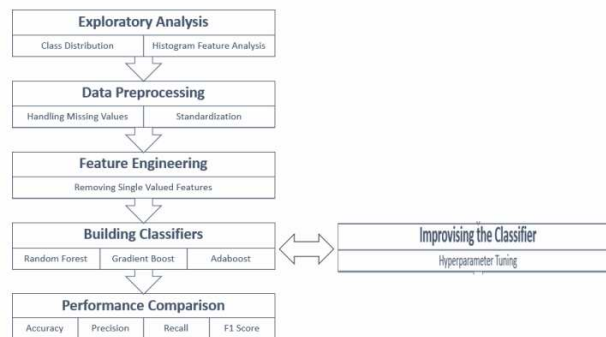 Exploratory Analysis
Class Distribution Histogram Feature Analysis
Data Preprocessing
Handling Missing Values Standardization
Feature Engineering
Removing Single Valued Features
Building Classifiers
Random Forest Gradient Boost Adaboost
Improvising the Classifier
Hyperparameter Tuning
Performance Comparison
Accuracy Precision Recall F1 Score